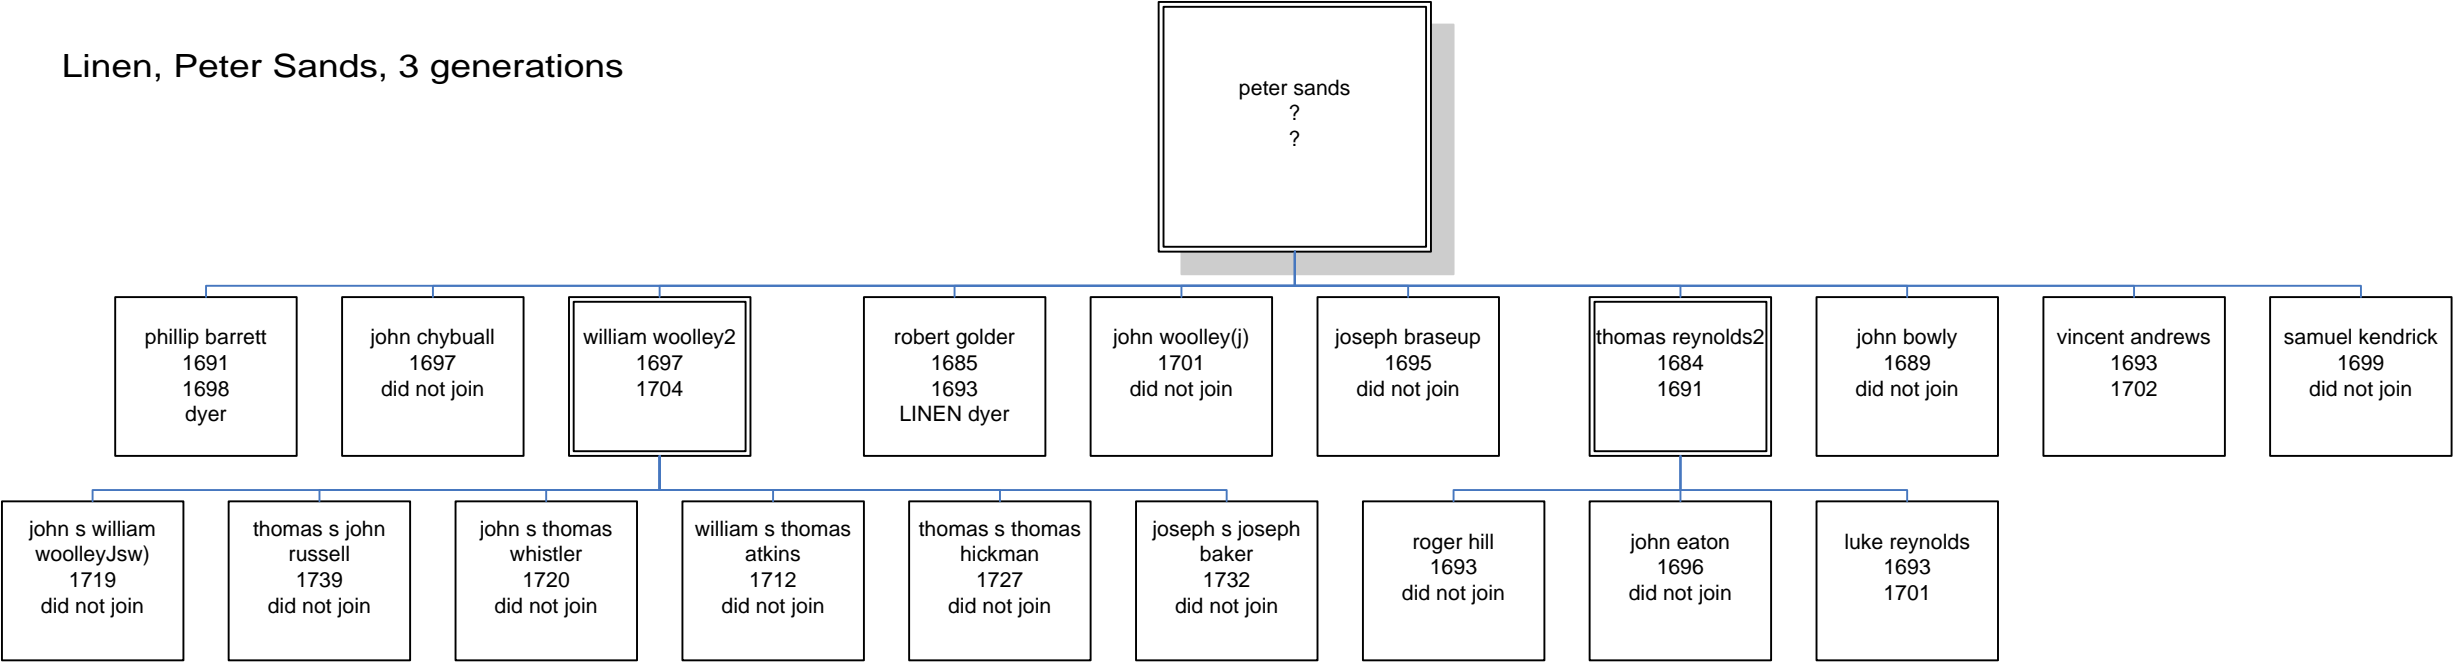 Linen, Peter Sands, 3 generations
peter sands
?
?
phillip barrett
1691
1698
dyer
john chybuall
1697
did not join
william woolley2
1697
1704
robert golder
1685
1693
LINEN dyer
john woolley(j)
1701
did not join
joseph braseup
1695
did not join
thomas reynolds2
1684
1691
john bowly
1689
did not join
vincent andrews
1693
1702
samuel kendrick
1699
did not join
john s william
woolleyJsw)
1719
did not join
thomas s john
russell
1739
did not join
john s thomas
whistler
1720
did not join
william s thomas
atkins
1712
did not join
thomas s thomas
hickman
1727
did not join
joseph s joseph
baker
1732
did not join
roger hill
1693
did not join
john eaton
1696
did not join
luke reynolds
1693
1701